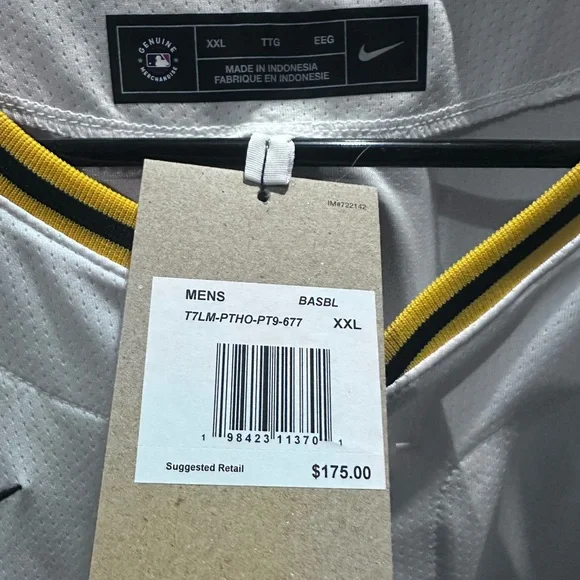 GENUINE
MERCHANDISE
XXL TTG EEG
MADE IN INDONESIA
FABRIQUE EN INDONESIE
IM#722142
MENS BASBL
T7LM-PTHO-PT9-677 XXL
1 98423 11370 1
Suggested Retail $175.00